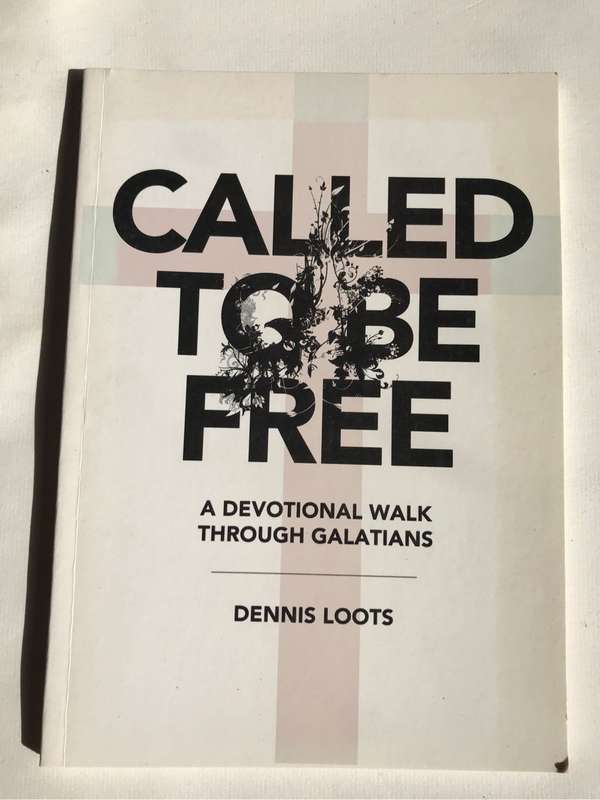 CALLED
TO BE
FREE
A DEVOTIONAL WALK
THROUGH GALATIANS
DENNIS LOOTS